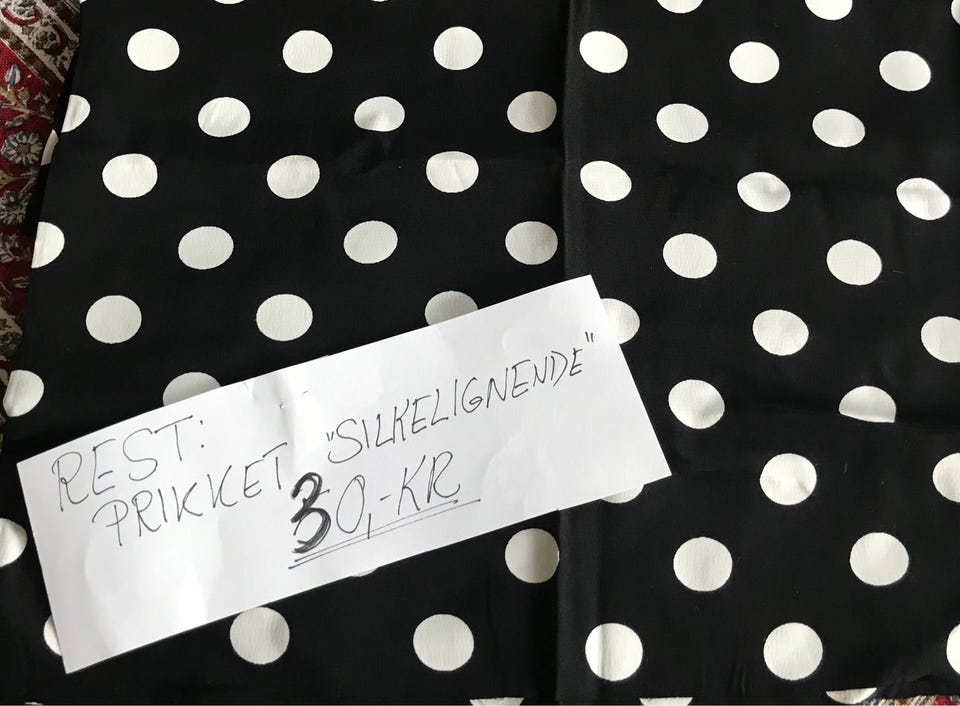 REST:
PRIKKET "SILKELIGNENDE"
30,-KR